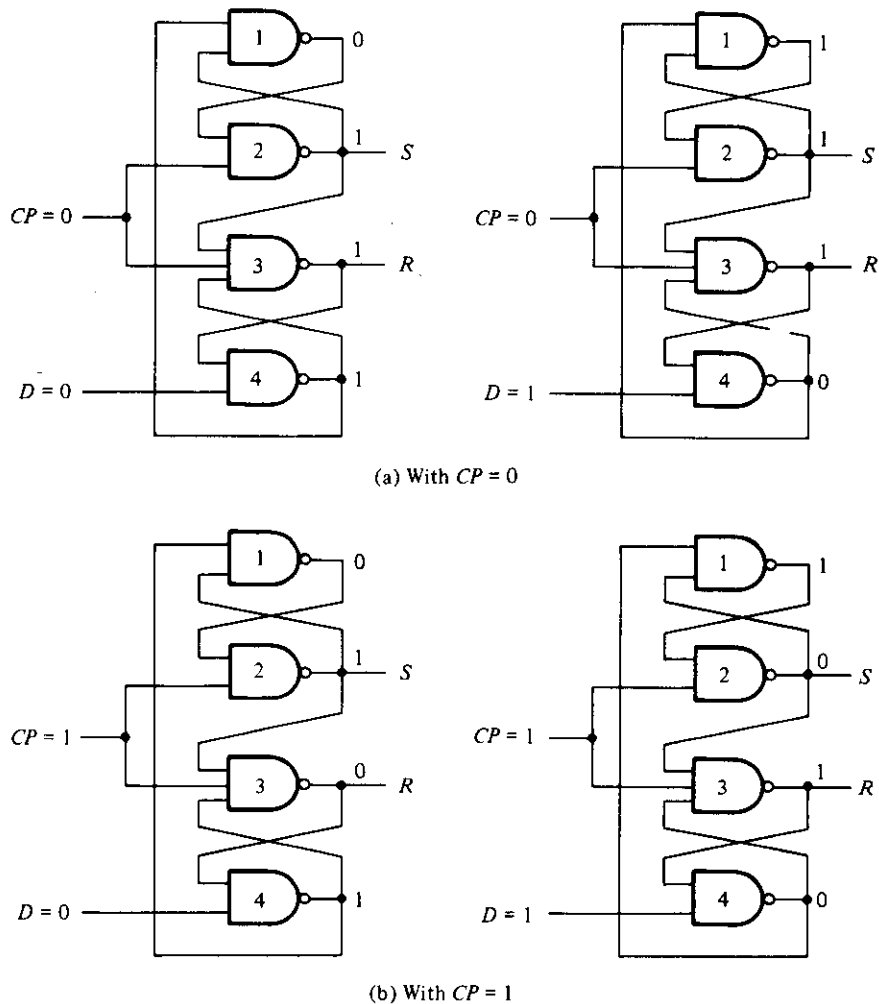 1 0
2 1 S
CP = 0
3 1 R
4 1
D = 0
1 1
2 1 S
CP = 0
3 1 R
4 0
D = 1
(a) With CP = 0
1 0
2 1 S
CP = 1
3 0 R
4 1
D = 0
1 1
2 0 S
CP = 1
3 1 R
4 0
D = 1
(b) With CP = 1